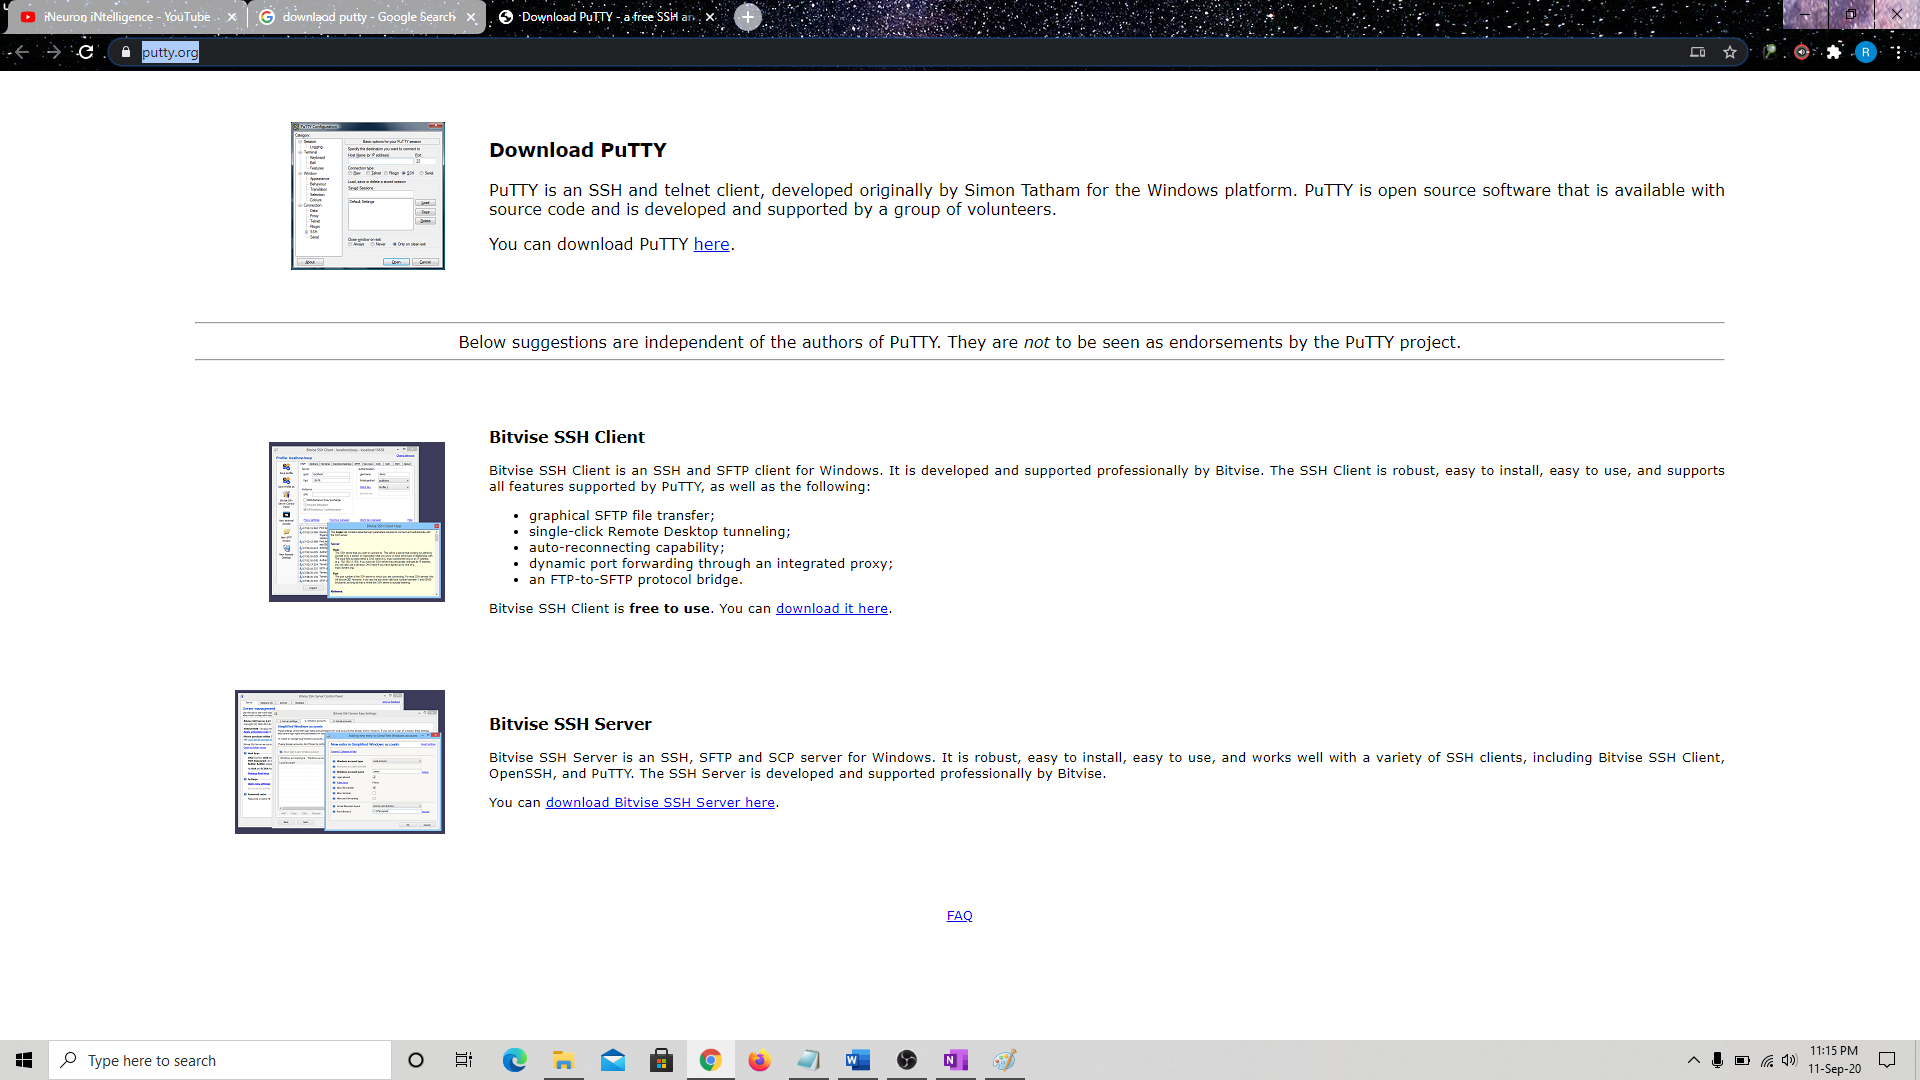 iNeuron iNtelligence - YouTube
downlaod putty - Google Search
Download PuTTY - a free SSH an
putty.org
R
Download PuTTY
PuTTY is an SSH and telnet client, developed originally by Simon Tatham for the Windows platform. PuTTY is open source software that is available with
source code and is developed and supported by a group of volunteers.
You can download PuTTY here.
Below suggestions are independent of the authors of PuTTY. They are not to be seen as endorsements by the PuTTY project.
Bitvise SSH Client
Bitvise SSH Client is an SSH and SFTP client for Windows. It is developed and supported professionally by Bitvise. The SSH Client is robust, easy to install, easy to use, and supports
all features supported by PuTTY, as well as the following:
• graphical SFTP file transfer;
• single-click Remote Desktop tunneling;
• auto-reconnecting capability;
• dynamic port forwarding through an integrated proxy;
• an FTP-to-SFTP protocol bridge.
Bitvise SSH Client is free to use. You can download it here.
Bitvise SSH Server
Bitvise SSH Server is an SSH, SFTP and SCP server for Windows. It is robust, easy to install, easy to use, and works well with a variety of SSH clients, including Bitvise SSH Client,
OpenSSH, and PuTTY. The SSH Server is developed and supported professionally by Bitvise.
You can download Bitvise SSH Server here.
FAQ
Type here to search
11:15 PM
11-Sep-20